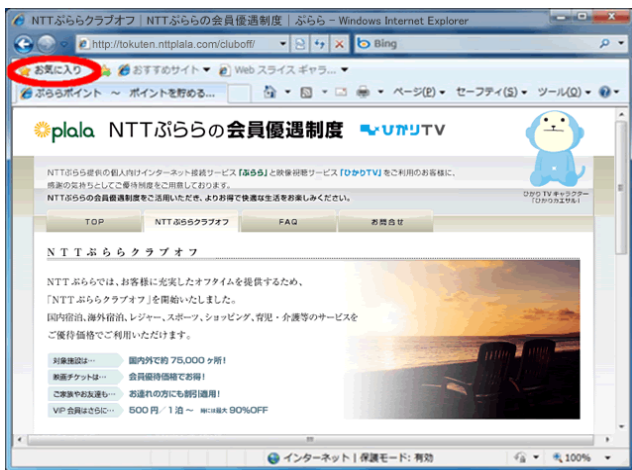 NTTぷららクラブオフ｜NTTぷららの会員優遇制度｜ぷらら - Windows Internet Explorer
http://tokuten.nttplala.com/cluboff/ Bing
お気に入り おすすめサイト ▼ Web スライス ギャラ... ▼
ぷららポイント ～ ポイントを貯める... ページ(P) ▼ セーフティ(S) ▼ ツール(O) ▼
plala NTTぷららの会員優遇制度 ひかりTV
NTTぷらら提供の個人向けインターネット接続サービス「ぷらら」と映像視聴サービス「ひかりTV」をご利用のお客様に、
感謝の気持ちとしてご優待制度をご用意しております。
NTTぷららの会員優遇制度をご活用いただき、よりお得で快適な生活をお楽しみください。
ひかりTVキャラクター
「ひかりカエサル」
TOP NTTぷららクラブオフ FAQ お問合せ
NTTぷららクラブオフ
NTTぷららでは、お客様に充実したオフタイムを提供するため、
「NTTぷららクラブオフ」を開始いたしました。
国内宿泊、海外宿泊、レジャー、スポーツ、ショッピング、育児・介護等のサービスを
ご優待価格でご利用いただけます。
対象施設は… 国内外で約 75,000 ヶ所！
映画チケットは… 会員優待価格でお得！
ご家族やお友達も… お連れの方にも割引適用！
VIP 会員はさらに… 500 円／1 泊 ～ 時には最大 90%OFF
インターネット | 保護モード: 有効 100%